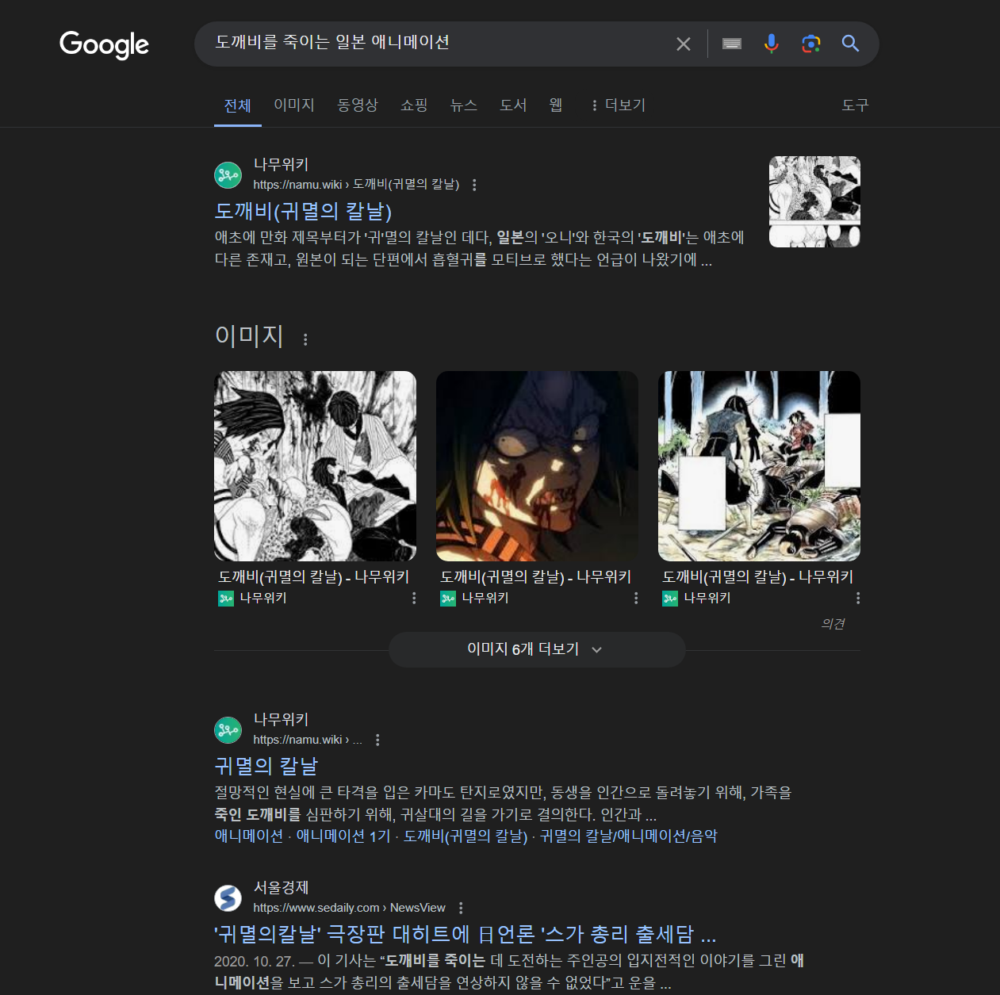 Google
도깨비를 죽이는 일본 애니메이션
전체 이미지 동영상 쇼핑 뉴스 도서 웹 더보기 도구
나무위키
https://namu.wiki › 도깨비(귀멸의 칼날)
도깨비(귀멸의 칼날)
애초에 만화 제목부터가 '귀'멸의 칼날인 데다, 일본의 '오니'와 한국의 '도깨비'는 애초에
다른 존재고, 원본이 되는 단편에서 흡혈귀를 모티브로 했다는 언급이 나왔기에 ...
이미지
도깨비(귀멸의 칼날) - 나무위키
나무위키
도깨비(귀멸의 칼날) - 나무위키
나무위키
도깨비(귀멸의 칼날) - 나무위키
나무위키
의견
이미지 6개 더보기
나무위키
https://namu.wiki › ...
귀멸의 칼날
절망적인 현실에 큰 타격을 입은 카마도 탄지로였지만, 동생을 인간으로 돌려놓기 위해, 가족을
죽인 도깨비를 심판하기 위해, 귀살대의 길을 가기로 결의한다. 인간과 ...
애니메이션 · 애니메이션 1기 · 도깨비(귀멸의 칼날) · 귀멸의 칼날/애니메이션/음악
서울경제
https://www.sedaily.com › NewsView
'귀멸의칼날' 극장판 대히트에 日언론 '스가 총리 출세담 ...
2020. 10. 27. — 이 기사는 “도깨비를 죽이는 데 도전하는 주인공의 입지전적인 이야기를 그린 애
니메이션을 보고 스가 총리의 출세담을 연상하지 않을 수 없었다”고 운을 ...